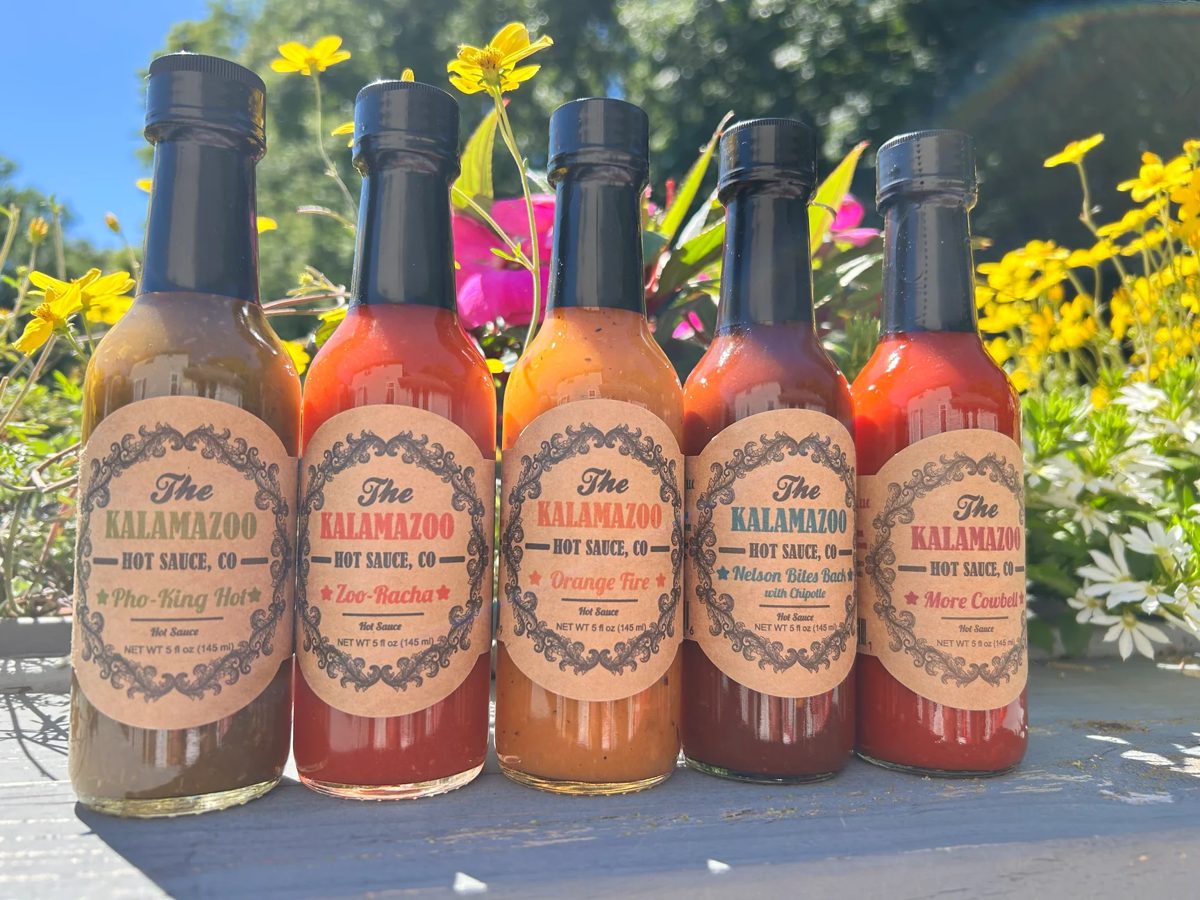 The
KALAMAZOO
HOT SAUCE, CO
Pho-King Hot
Hot Sauce
NET WT 5 fl oz (145 ml)
The
KALAMAZOO
HOT SAUCE, CO
Zoo-Racha
Hot Sauce
NET WT 5 fl oz (145 ml)
The
KALAMAZOO
HOT SAUCE, CO
Orange Fire
Hot Sauce
NET WT 5 fl oz (145 ml)
The
KALAMAZOO
HOT SAUCE, CO
Nelson Bites Back
with Chipotle
Hot Sauce
NET WT 5 fl oz (145 ml)
The
KALAMAZOO
HOT SAUCE, CO
More Cowbell
Hot Sauce
NET WT 5 fl oz (145 ml)